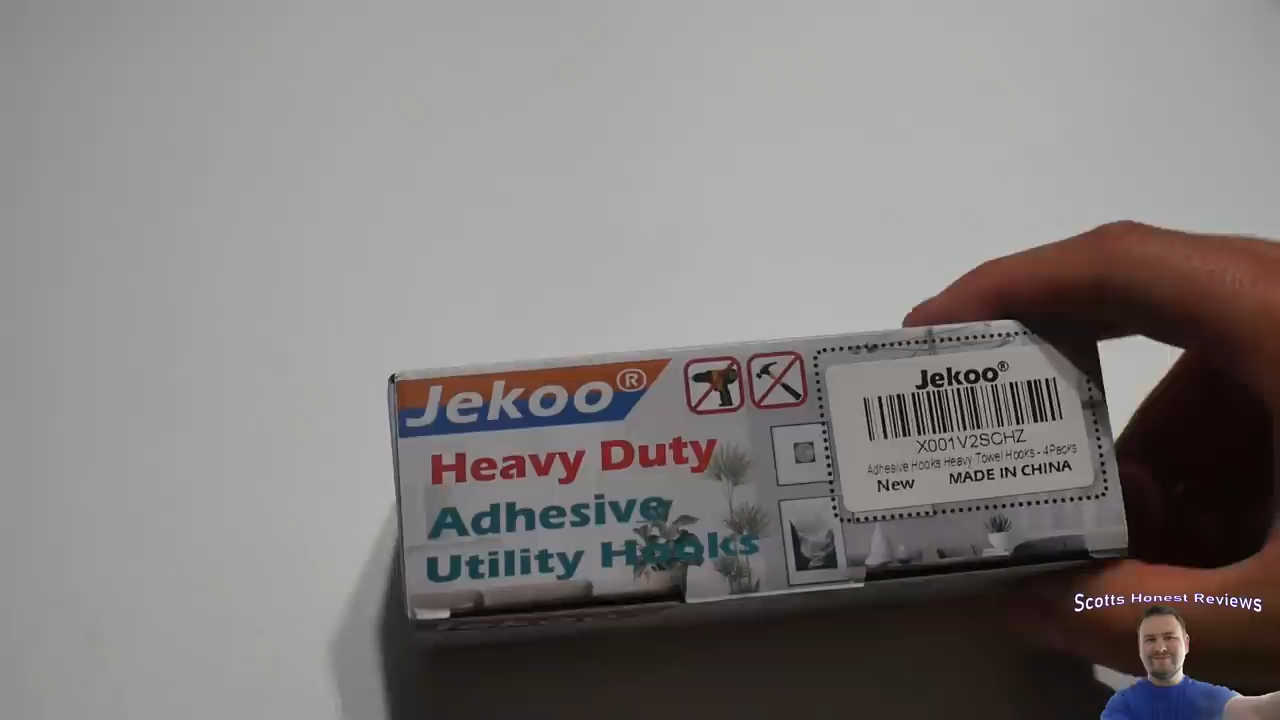 Jekoo®
Heavy Duty
Adhesive
Utility Hooks
Jekoo®
X001V2SCHZ
Adhesive Hooks Heavy Towel Hooks - 4Packs
New MADE IN CHINA
Scotts Honest Reviews